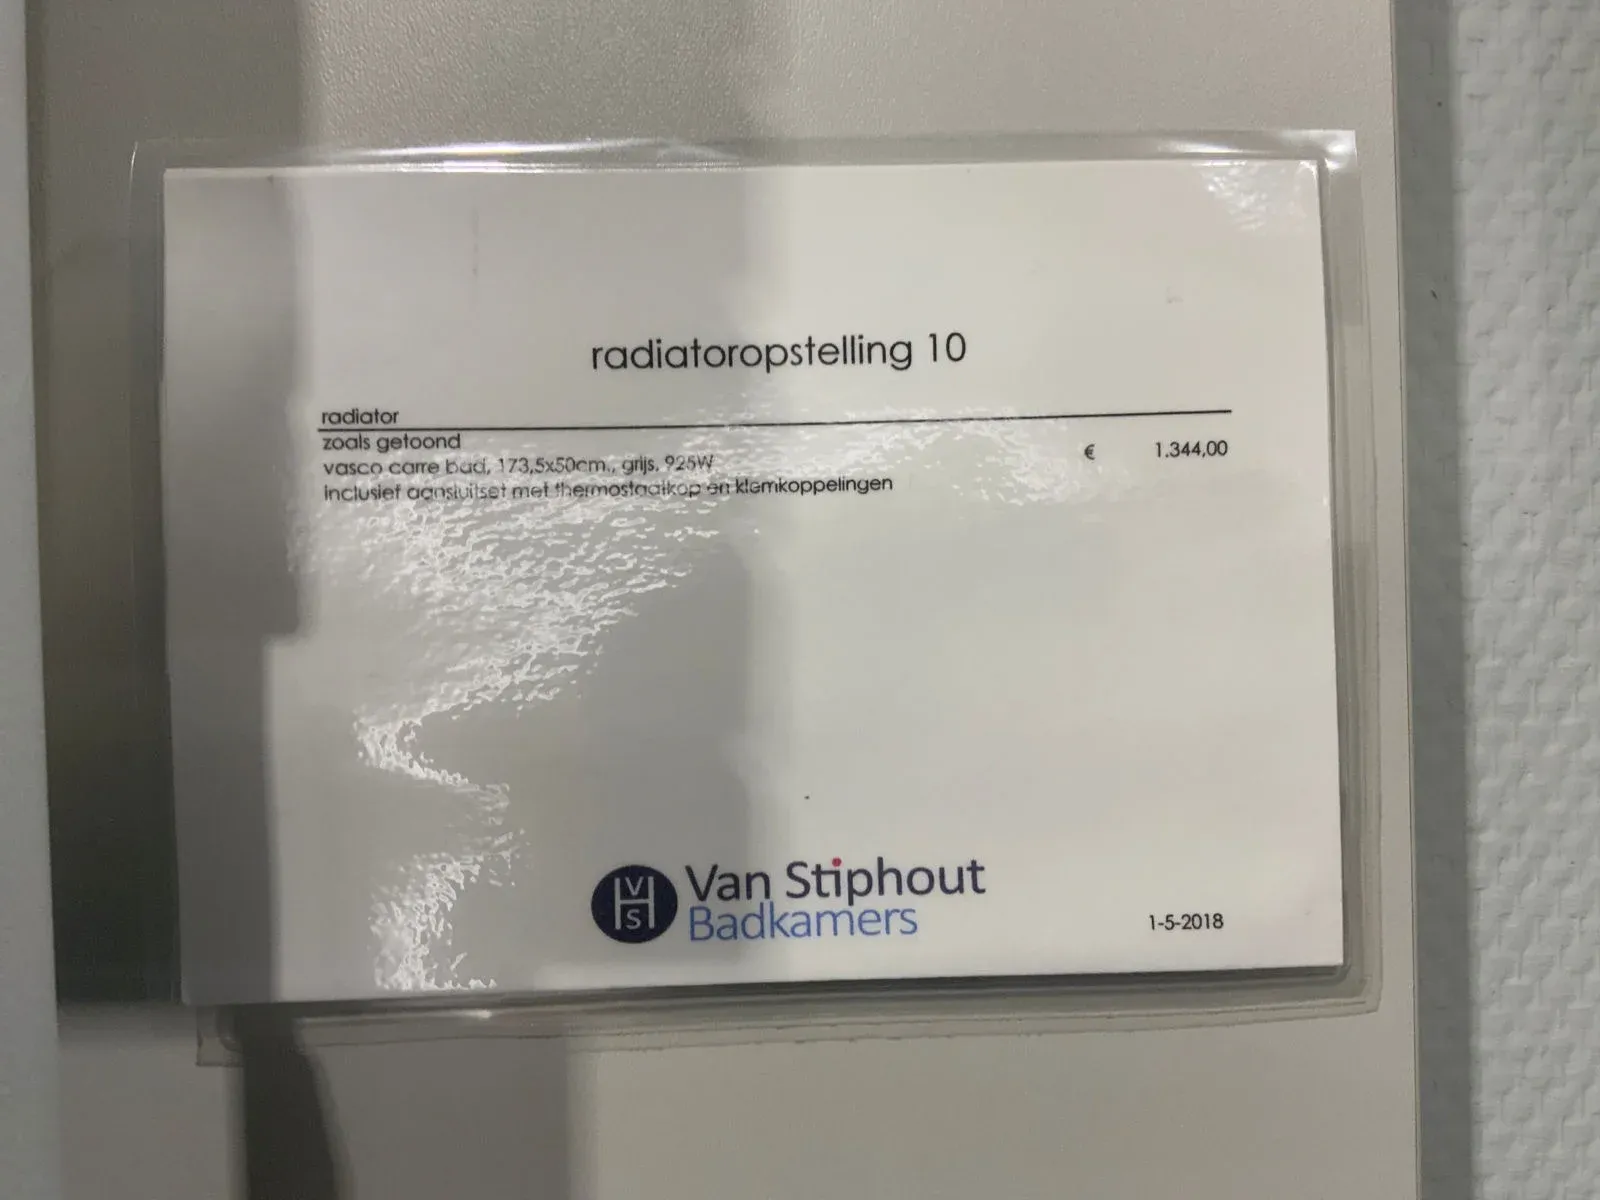 radiatoropstelling 10
radiator
zoals getoond € 1.344,00
vasco carre bad, 173,5x50cm., grijs, 925W
inclusief aansluitset met thermostaatkop en klemkoppelingen
VHS
Van Stiphout
Badkamers
1-5-2018